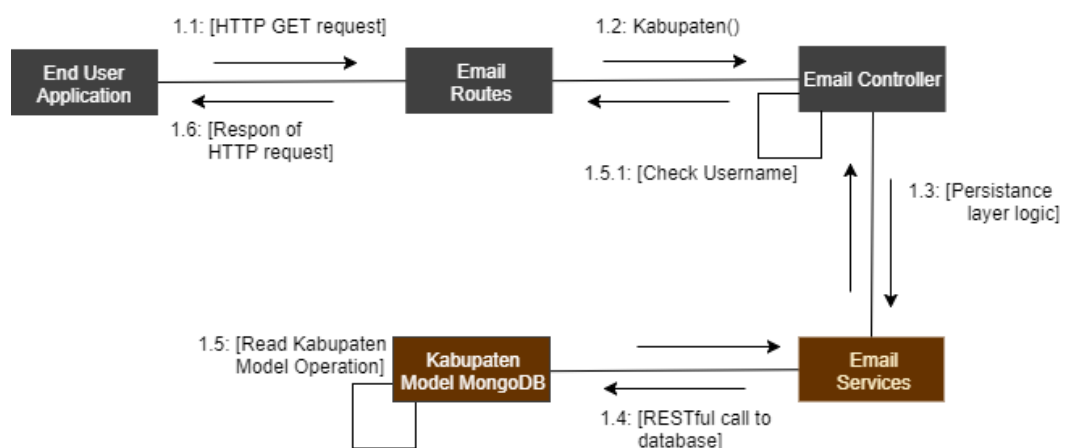 1.1: [HTTP GET request]
1.2: Kabupaten()
End User
Application
Email
Routes
Email Controller
1.6: [Respon of
HTTP request]
1.5.1: [Check Username]
1.3: [Persistance
layer logic]
1.5: [Read Kabupaten
Model Operation]
Kabupaten
Model MongoDB
Email
Services
1.4: [RESTful call to
database]